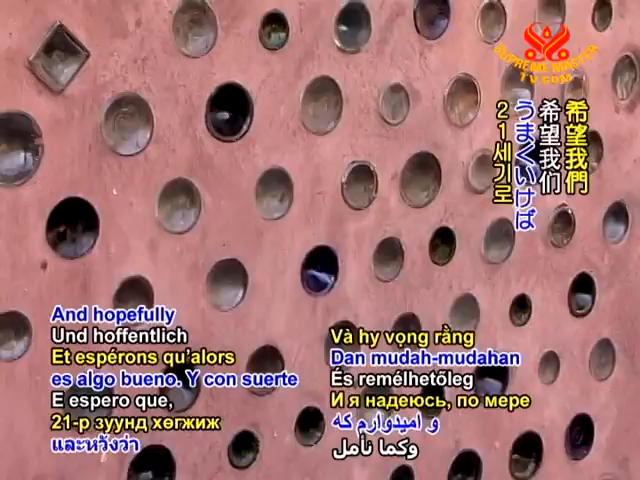 SUPREME MASTER
TV.COM
希望我們
希望我们
うまくいけば
21세기로
And hopefully
Und hoffentlich
Et espérons qu'alors
es algo bueno. Y con suerte
E espero que,
21-р зуунд хөгжиж
และหวังว่า
Và hy vọng rằng
Dan mudah-mudahan
És remélhetőleg
И я надеюсь, по мере
و امیدوارم که
وكما نأمل